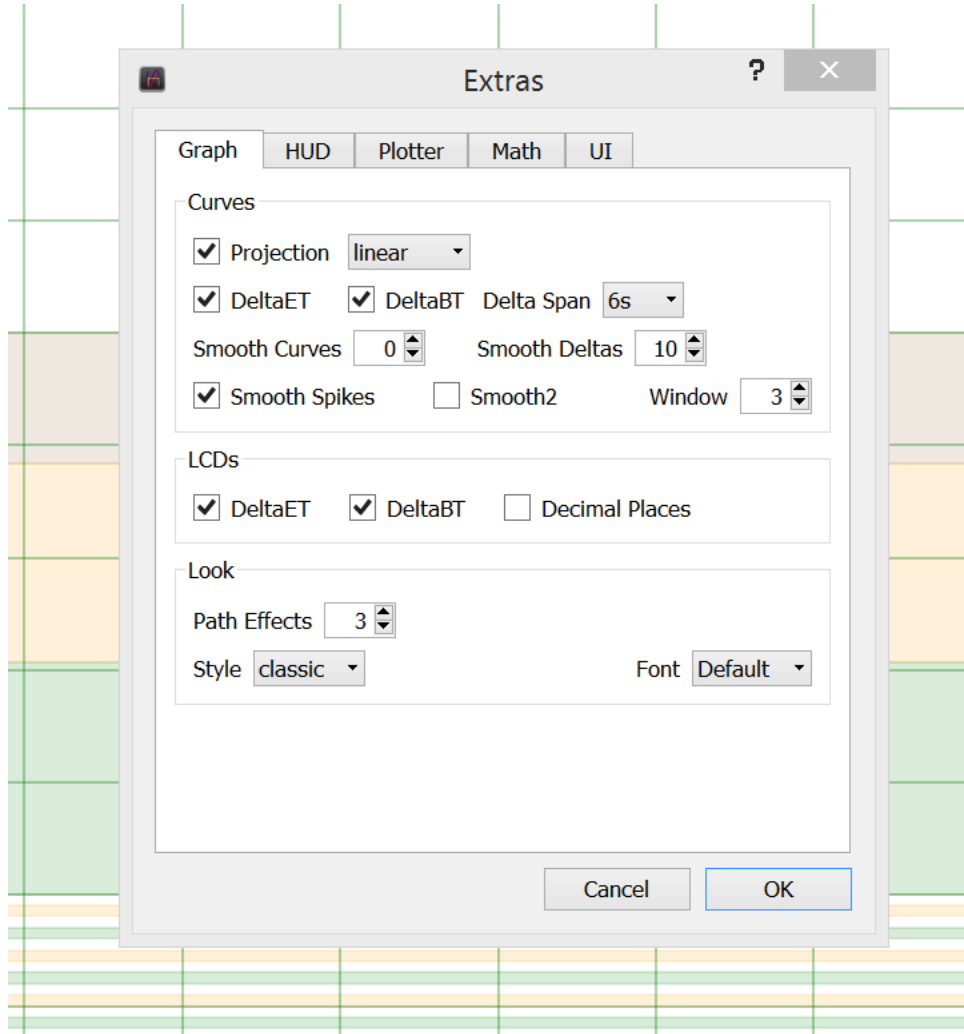 Extras ?
Graph HUD Plotter Math UI
Curves
Projection linear
DeltaET DeltaBT Delta Span 6s
Smooth Curves 0 Smooth Deltas 10
Smooth Spikes Smooth2 Window 3
LCDs
DeltaET DeltaBT Decimal Places
Look
Path Effects 3
Style classic Font Default
Cancel OK